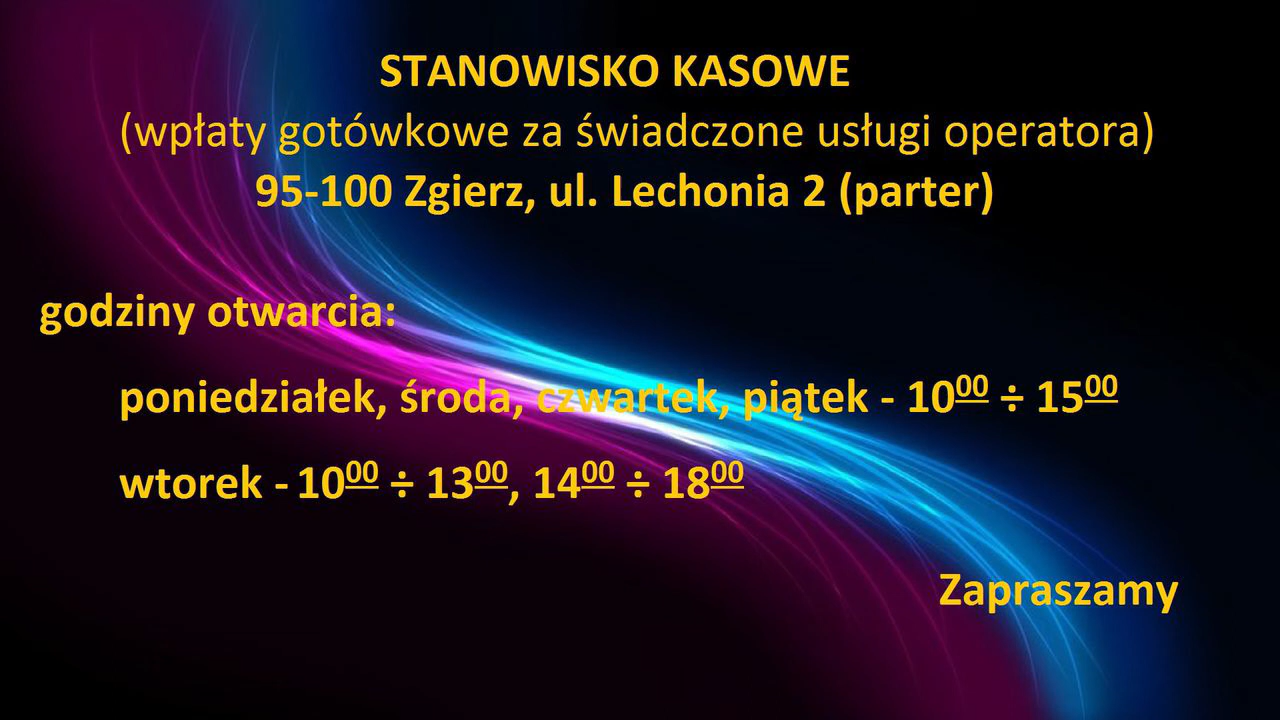 STANOWISKO KASOWE
(wpłaty gotówkowe za świadczone usługi operatora)
95-100 Zgierz, ul. Lechonia 2 (parter)
godziny otwarcia:
poniedziałek, środa, czwartek, piątek - 10⁰⁰ ÷ 15⁰⁰
wtorek - 10⁰⁰ ÷ 13⁰⁰, 14⁰⁰ ÷ 18⁰⁰
Zapraszamy